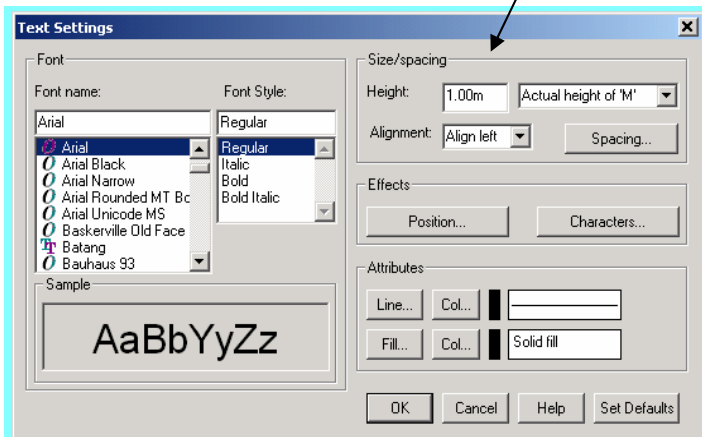 Text Settings
Font
Font name:
Font Style:
Arial
Regular
Arial
Arial Black
Arial Narrow
Arial Rounded MT Bc
Arial Unicode MS
Baskerville Old Face
Batang
Bauhaus 93
Regular
Italic
Bold
Bold Italic
Sample
AaBbYyZz
Size/spacing
Height:
1.00m
Actual height of 'M'
Alignment:
Align left
Spacing...
Effects
Position...
Characters...
Attributes
Line...
Col...
Fill...
Col...
Solid fill
OK
Cancel
Help
Set Defaults